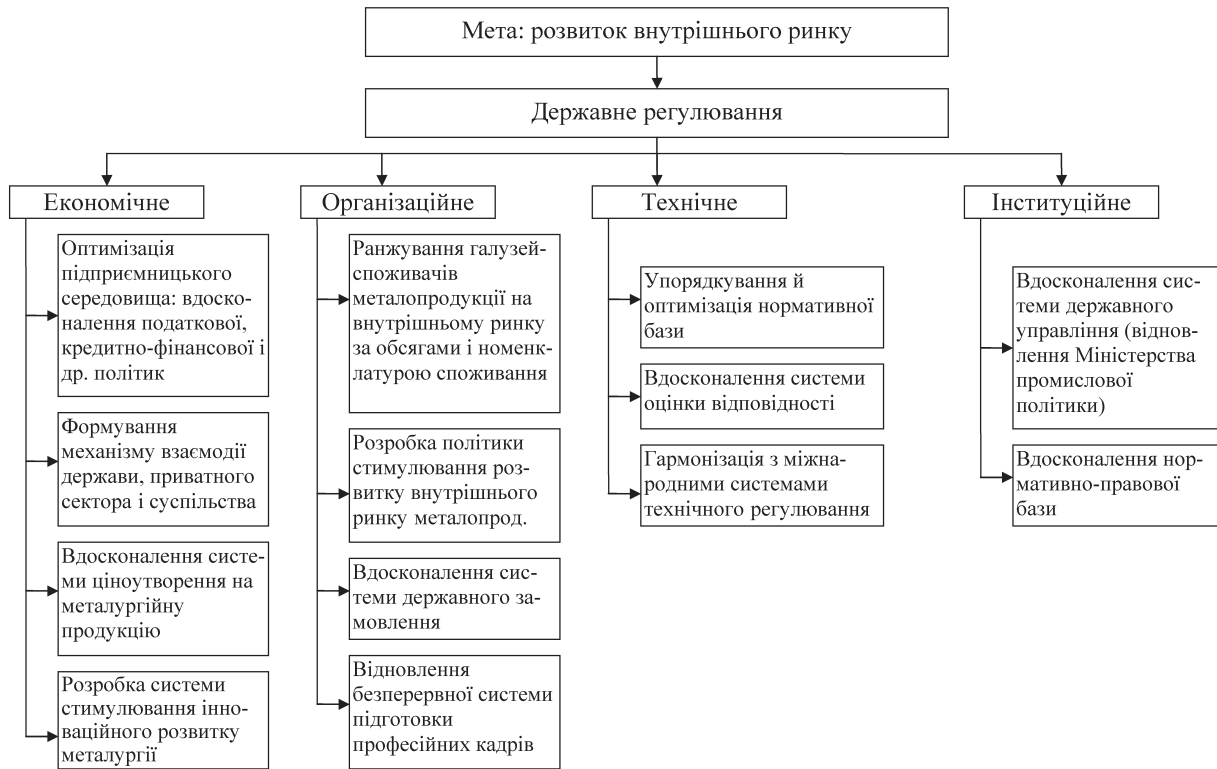 Мета: розвиток внутрішнього ринку
Державне регулювання
Економічне
Оптимізація
підприємницького
середовища: вдоско-
налення податкової,
кредитно-фінансової і
др. політик
Формування
механізму взаємодії
держави, приватного
сектора і суспільства
Вдосконалення систе-
ми ціноутворення на
металургійну
продукцію
Розробка системи
стимулювання інно-
ваційного розвитку
металургії
Організаційне
Ранжування галузей-
споживачів
металопродукції на
внутрішньому ринку
за обсягами і номенк-
латурою споживання
Розробка політики
стимулювання роз-
витку внутрішнього
ринку металопрод.
Вдосконалення сис-
теми державного за-
мовлення
Відновлення
безперервної системи
підготовки
професійних кадрів
Технічне
Упорядкування й
оптимізація нормативної
бази
Вдосконалення системи
оцінки відповідності
Гармонізація з міжна-
родними системами
технічного регулювання
Інституційне
Вдосконалення сис-
теми державного
управління (віднов-
лення Міністерства
промислової
політики)
Вдосконалення нор-
мативно-правової
бази